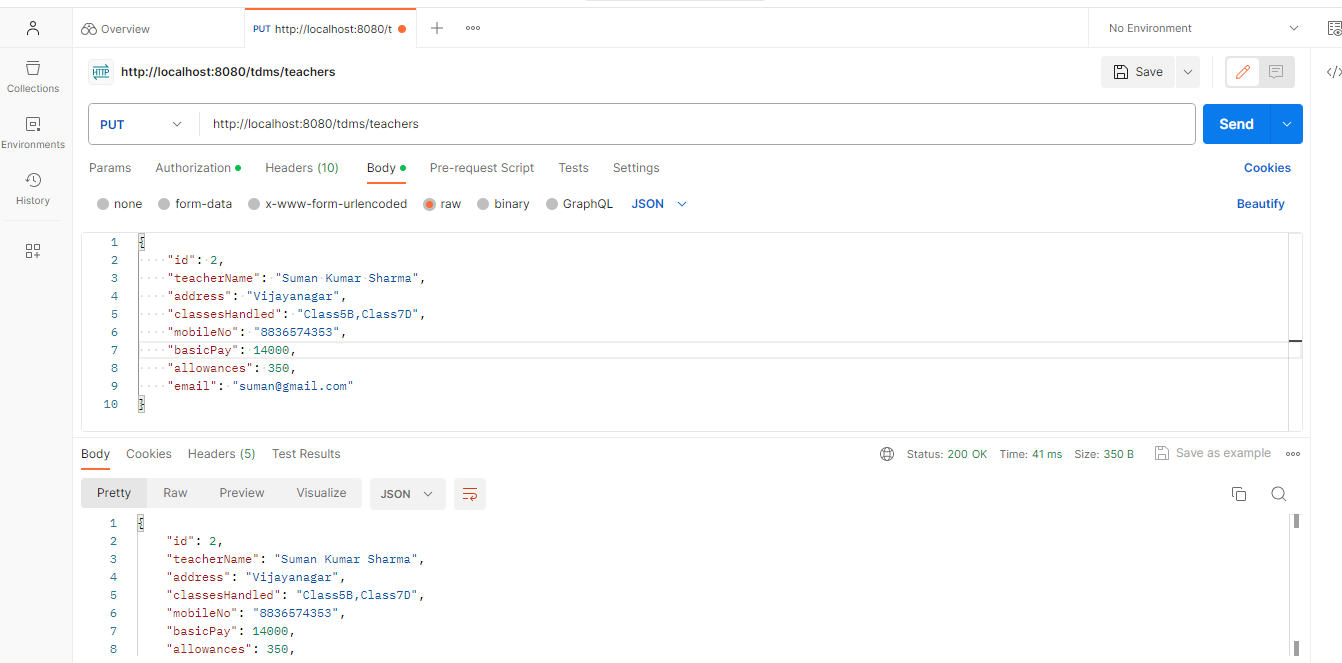 Overview
PUT http://localhost:8080/t
No Environment
Collections
Environments
History
HTTP http://localhost:8080/tdms/teachers
Save
PUT
http://localhost:8080/tdms/teachers
Send
Params Authorization Headers (10) Body Pre-request Script Tests Settings Cookies
none form-data x-www-form-urlencoded raw binary GraphQL JSON Beautify
1 {
2 "id": 2,
3 "teacherName": "Suman Kumar Sharma",
4 "address": "Vijayanagar",
5 "classesHandled": "Class5B,Class7D",
6 "mobileNo": "8836574353",
7 "basicPay": 14000,
8 "allowances": 350,
9 "email": "suman@gmail.com"
10 }
Body Cookies Headers (5) Test Results Status: 200 OK Time: 41 ms Size: 350 B Save as example
Pretty Raw Preview Visualize JSON
1 {
2 "id": 2,
3 "teacherName": "Suman Kumar Sharma",
4 "address": "Vijayanagar",
5 "classesHandled": "Class5B,Class7D",
6 "mobileNo": "8836574353",
7 "basicPay": 14000,
8 "allowances": 350,